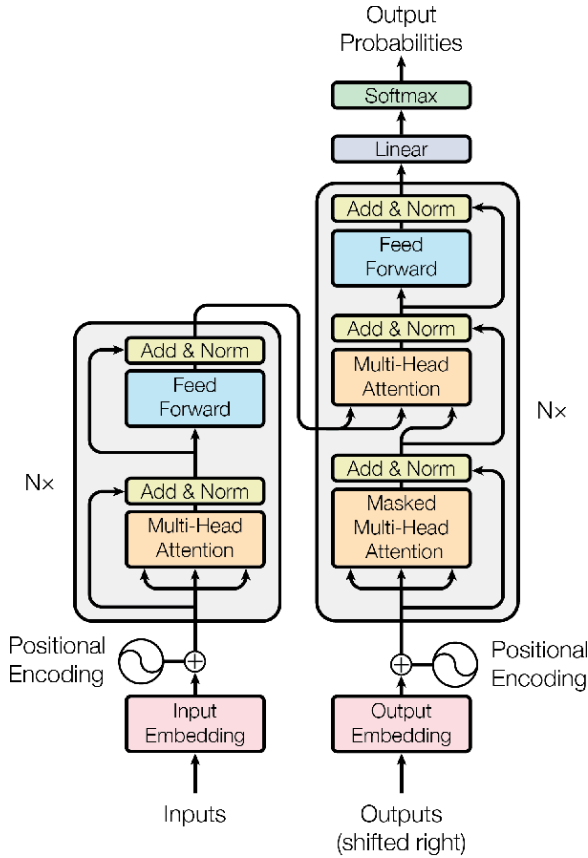 Output
Probabilities
Softmax
Linear
Add & Norm
Feed
Forward
Add & Norm
Multi-Head
Attention
Add & Norm
Masked
Multi-Head
Attention
N×
Add & Norm
Feed
Forward
Add & Norm
Multi-Head
Attention
N×
Positional
Encoding
Positional
Encoding
Input
Embedding
Output
Embedding
Inputs
Outputs
(shifted right)